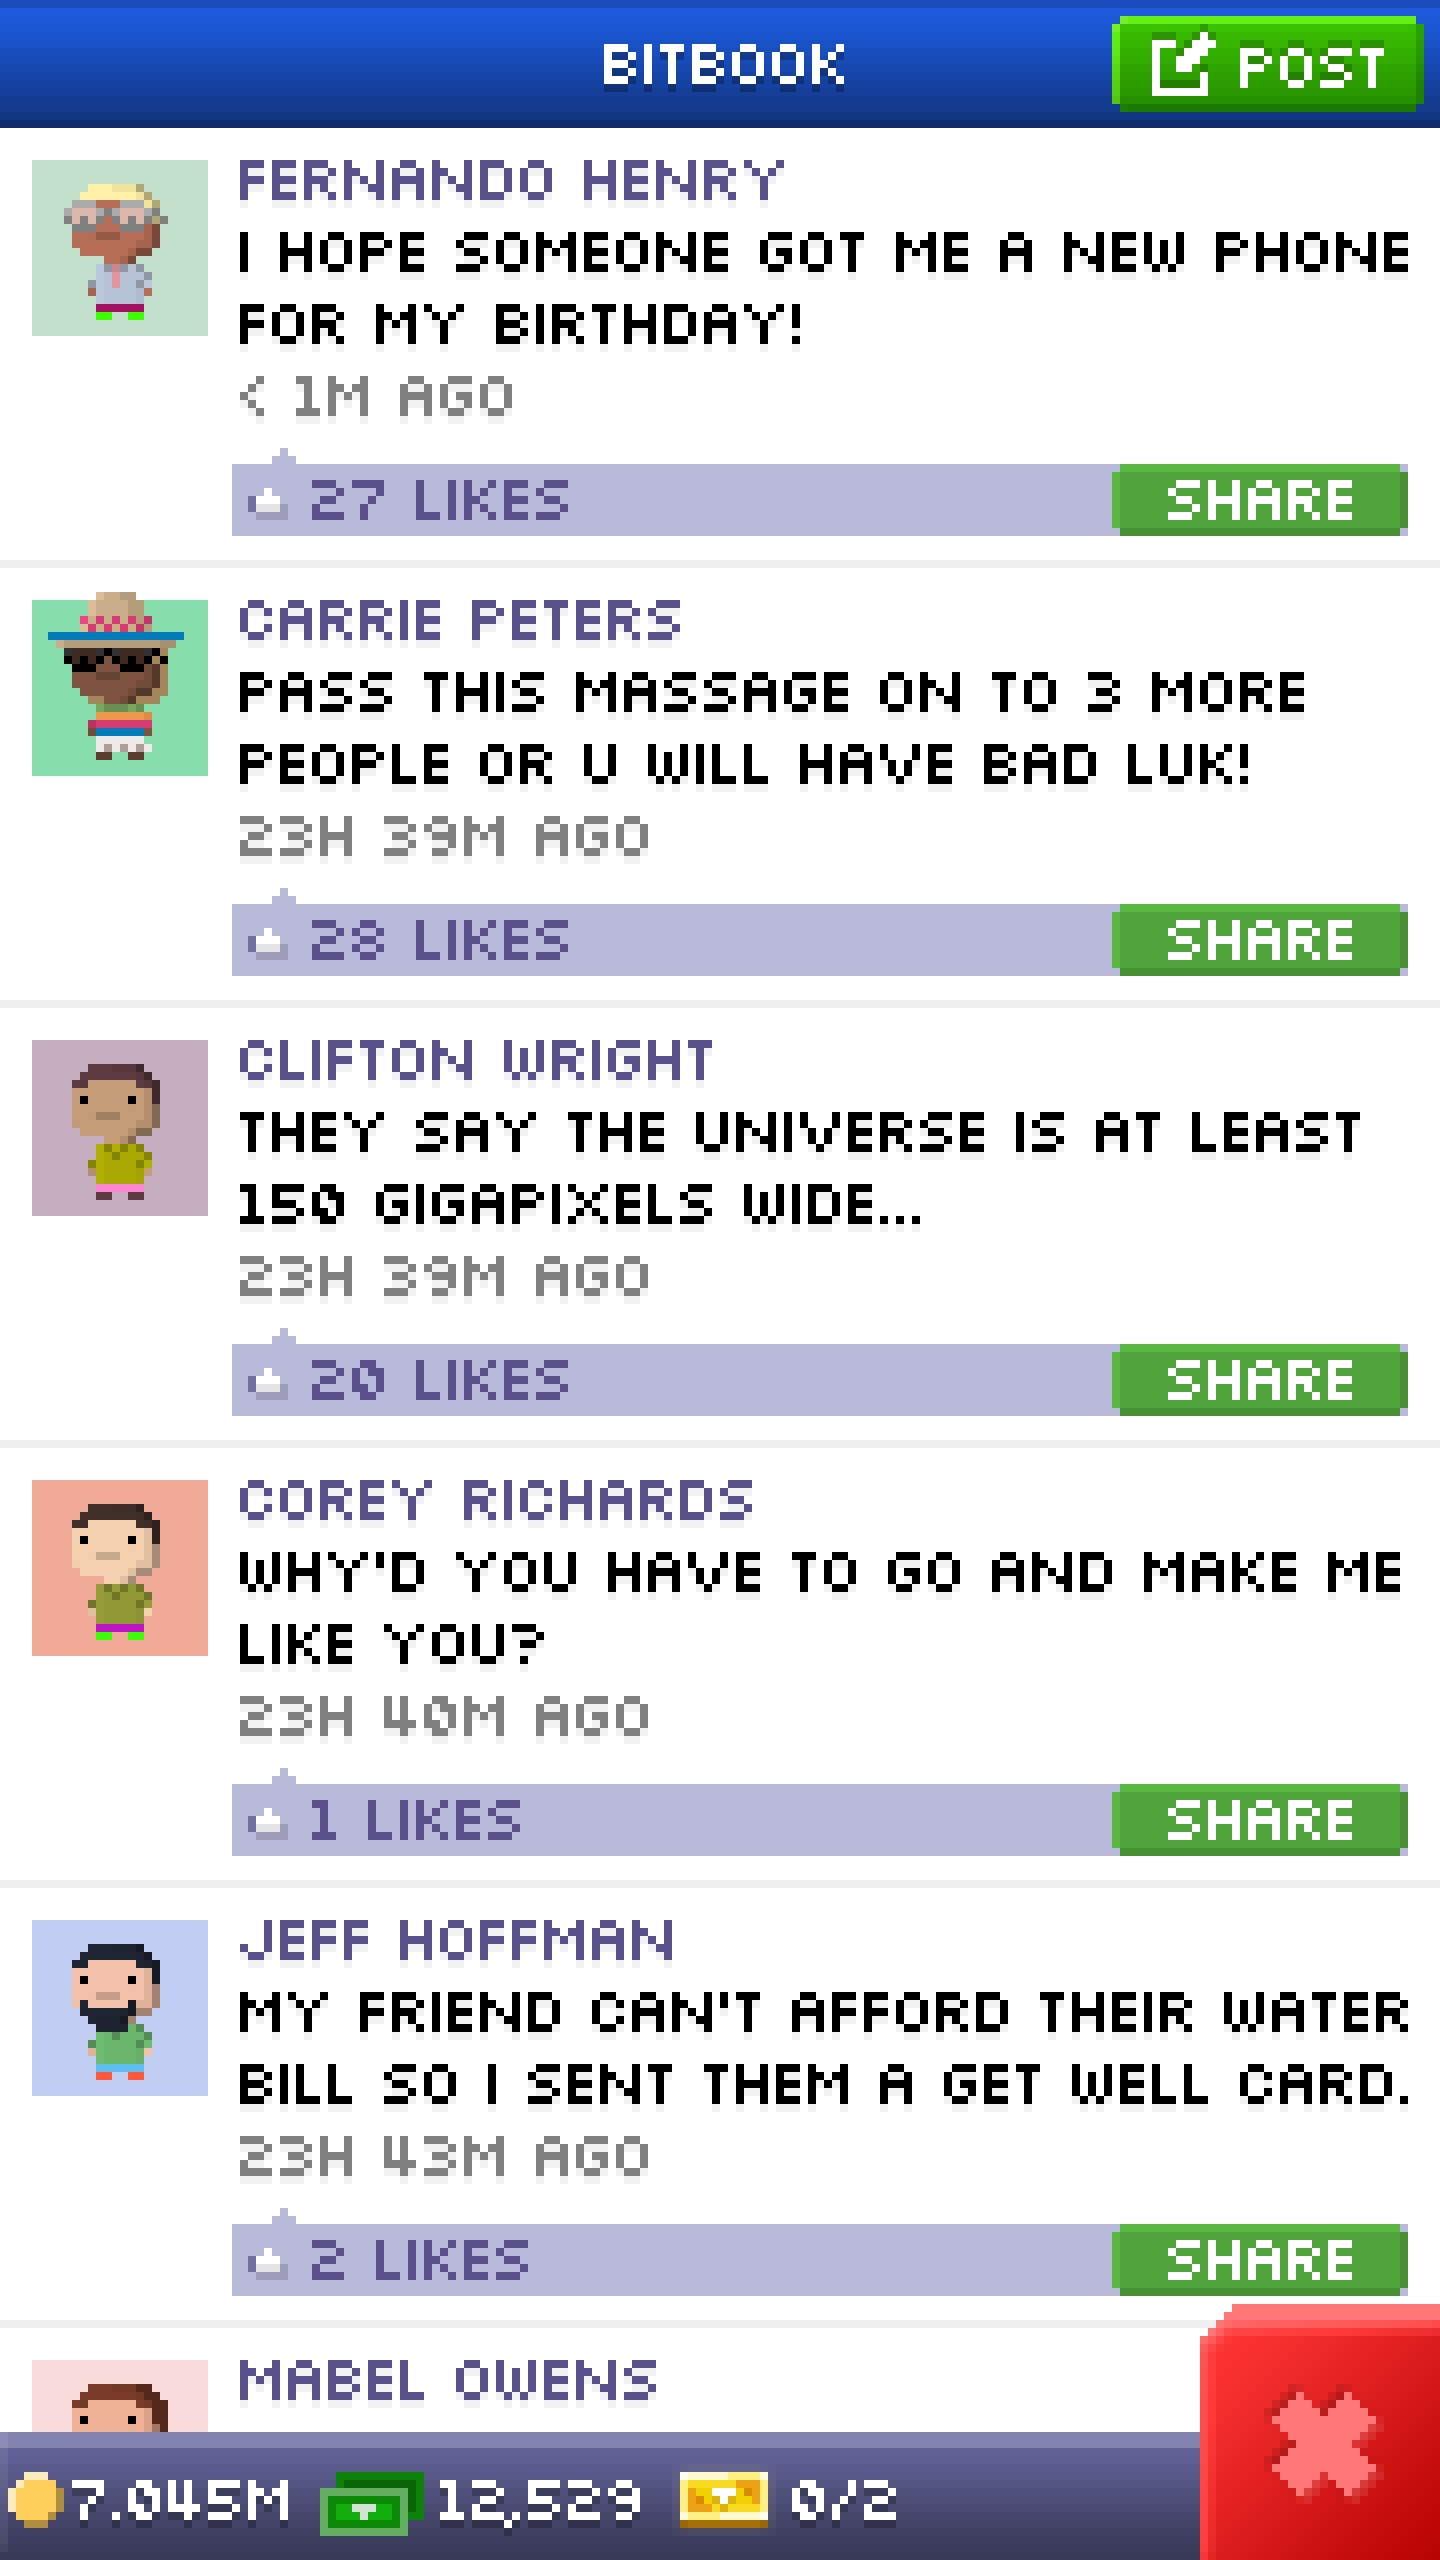 BITBOOK
POST
FERNANDO HENRY
I HOPE SOMEONE GOT ME A NEW PHONE
FOR MY BIRTHDAY!
< 1M AGO
27 LIKES
SHARE
CARRIE PETERS
PASS THIS MASSAGE ON TO 3 MORE
PEOPLE OR U WILL HAVE BAD LUK!
23H 39M AGO
28 LIKES
SHARE
CLIFTON WRIGHT
THEY SAY THE UNIVERSE IS AT LEAST
150 GIGAPIXELS WIDE...
23H 39M AGO
20 LIKES
SHARE
COREY RICHARDS
WHY'D YOU HAVE TO GO AND MAKE ME
LIKE YOU?
23H 40M AGO
1 LIKES
SHARE
JEFF HOFFMAN
MY FRIEND CAN'T AFFORD THEIR WATER
BILL SO I SENT THEM A GET WELL CARD.
23H 43M AGO
2 LIKES
SHARE
MABEL OWENS
7.045M 12,529 0/2